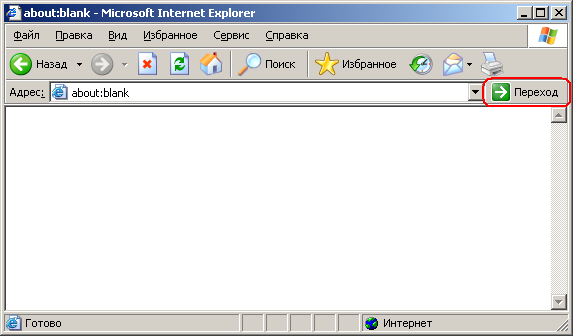 about:blank - Microsoft Internet Explorer
Файл Правка Вид Избранное Сервис Справка
Назад Поиск Избранное
Адрес: about:blank Переход
Готово Интернет